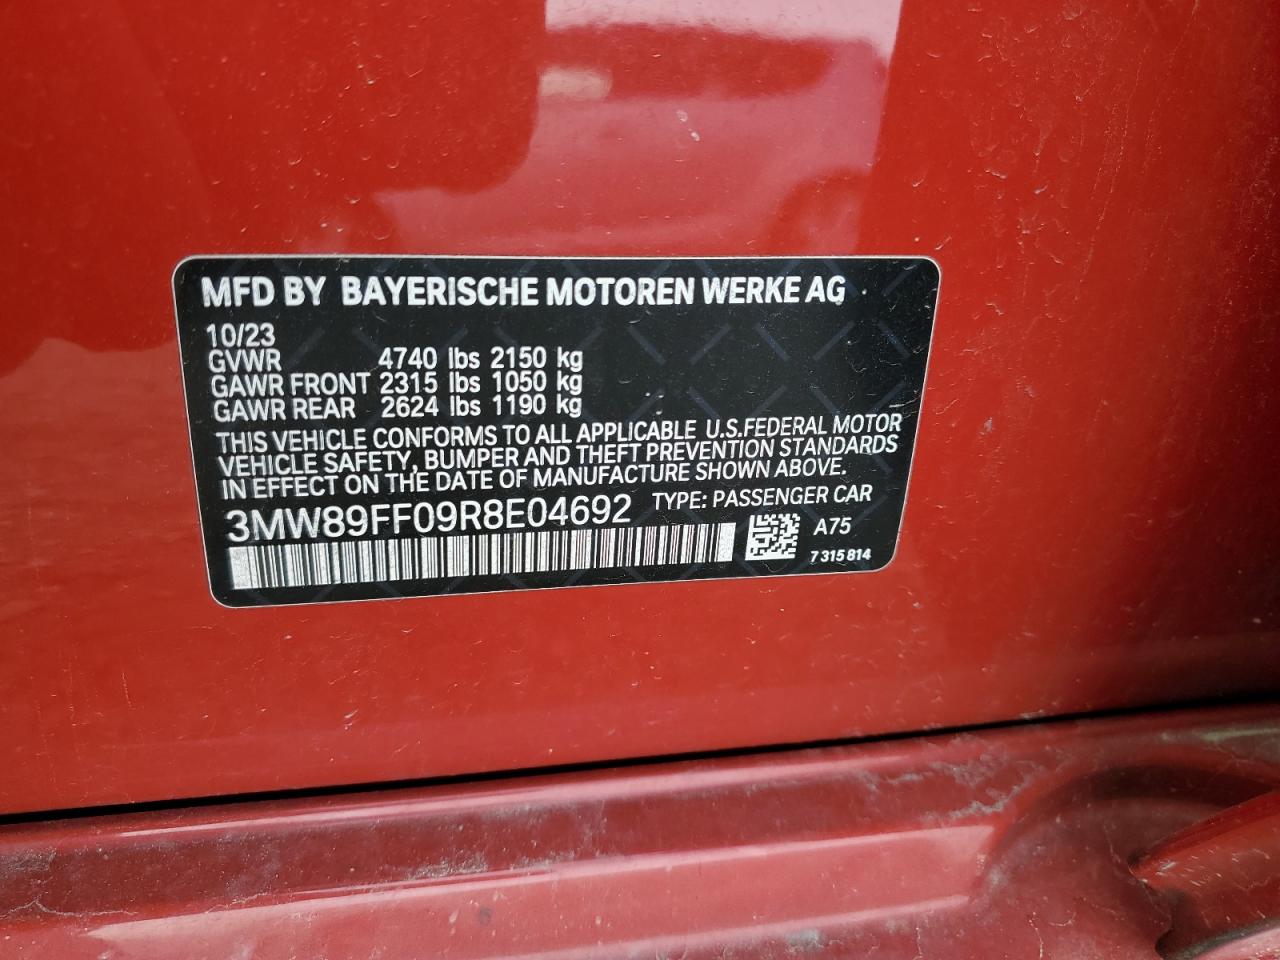 MFD BY BAYERISCHE MOTOREN WERKE AG
10/23
GVWR 4740 lbs 2150 kg
GAWR FRONT 2315 lbs 1050 kg
GAWR REAR 2624 lbs 1190 kg
THIS VEHICLE CONFORMS TO ALL APPLICABLE U.S.FEDERAL MOTOR
VEHICLE SAFETY, BUMPER AND THEFT PREVENTION STANDARDS
IN EFFECT ON THE DATE OF MANUFACTURE SHOWN ABOVE.
3MW89FF09R8E04692 TYPE: PASSENGER CAR
A75
7 315 814